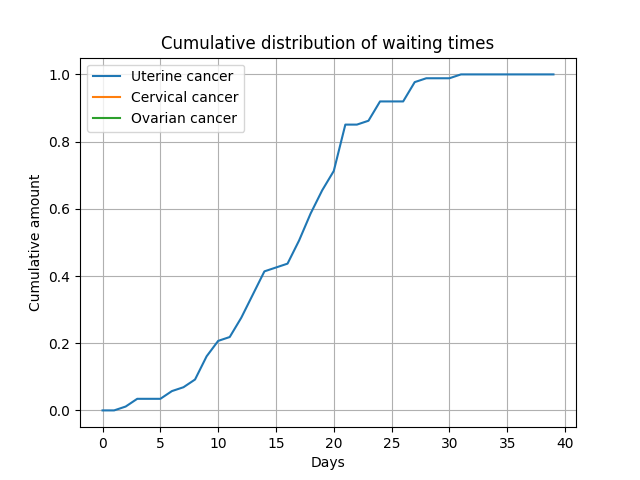 Cumulative distribution of waiting times
Uterine cancer
Cervical cancer
Ovarian cancer
Cumulative amount
1.0
0.8
0.6
0.4
0.2
0.0
0 5 10 15 20 25 30 35 40
Days